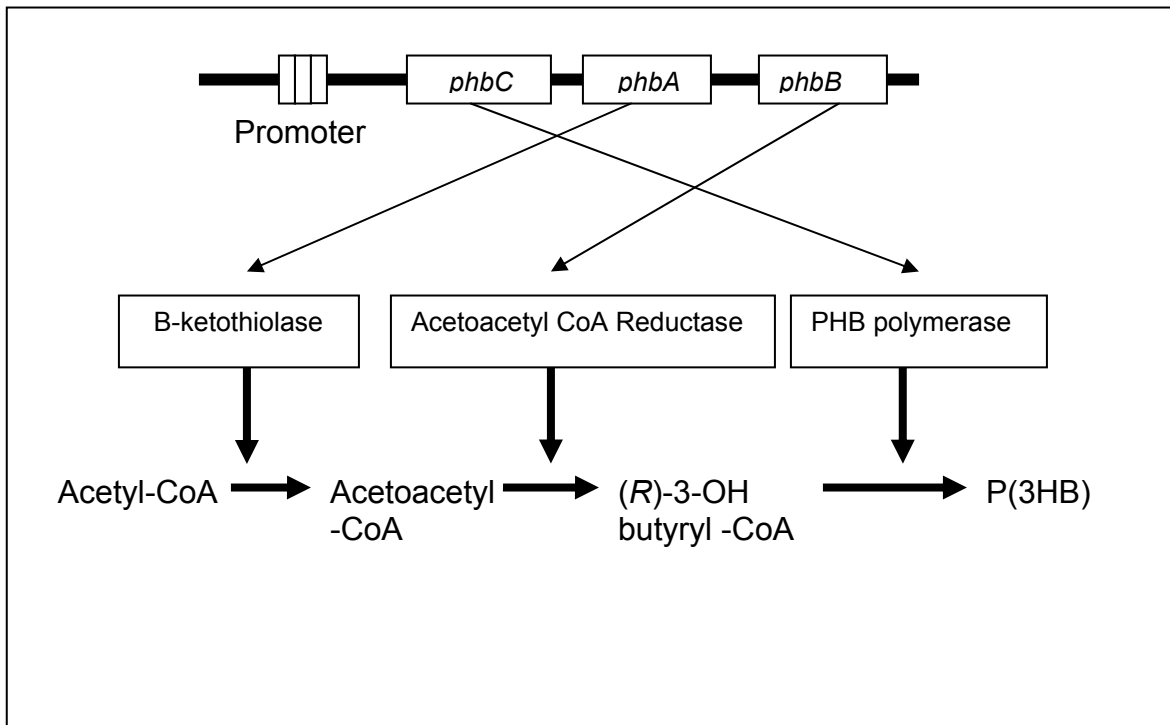 phbC phbA phbB
Promoter
B-ketothiolase Acetoacetyl CoA Reductase PHB polymerase
Acetyl-CoA Acetoacetyl (R)-3-OH P(3HB)
-CoA butyryl -CoA